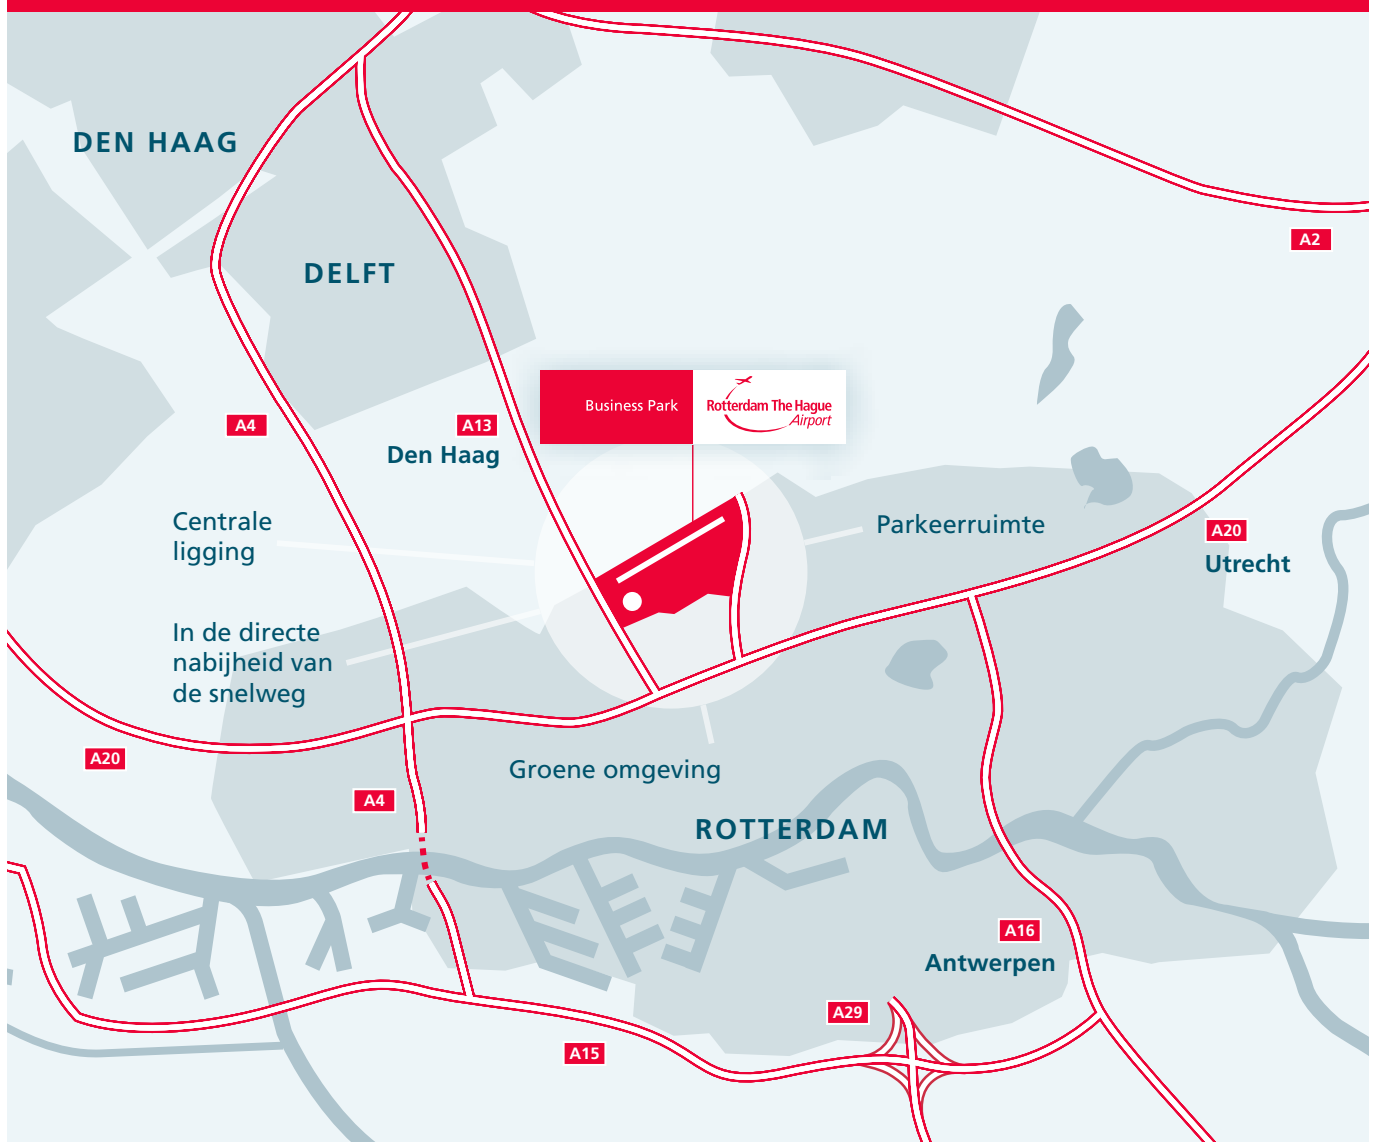 DEN HAAG
A2
DELFT
Business Park
Rotterdam The Hague
Airport
A4
A13
Den Haag
Centrale
ligging
Parkeerruimte
A20
Utrecht
In de directe
nabijheid van
de snelweg
A20
Groene omgeving
A4
ROTTERDAM
A16
Antwerpen
A29
A15